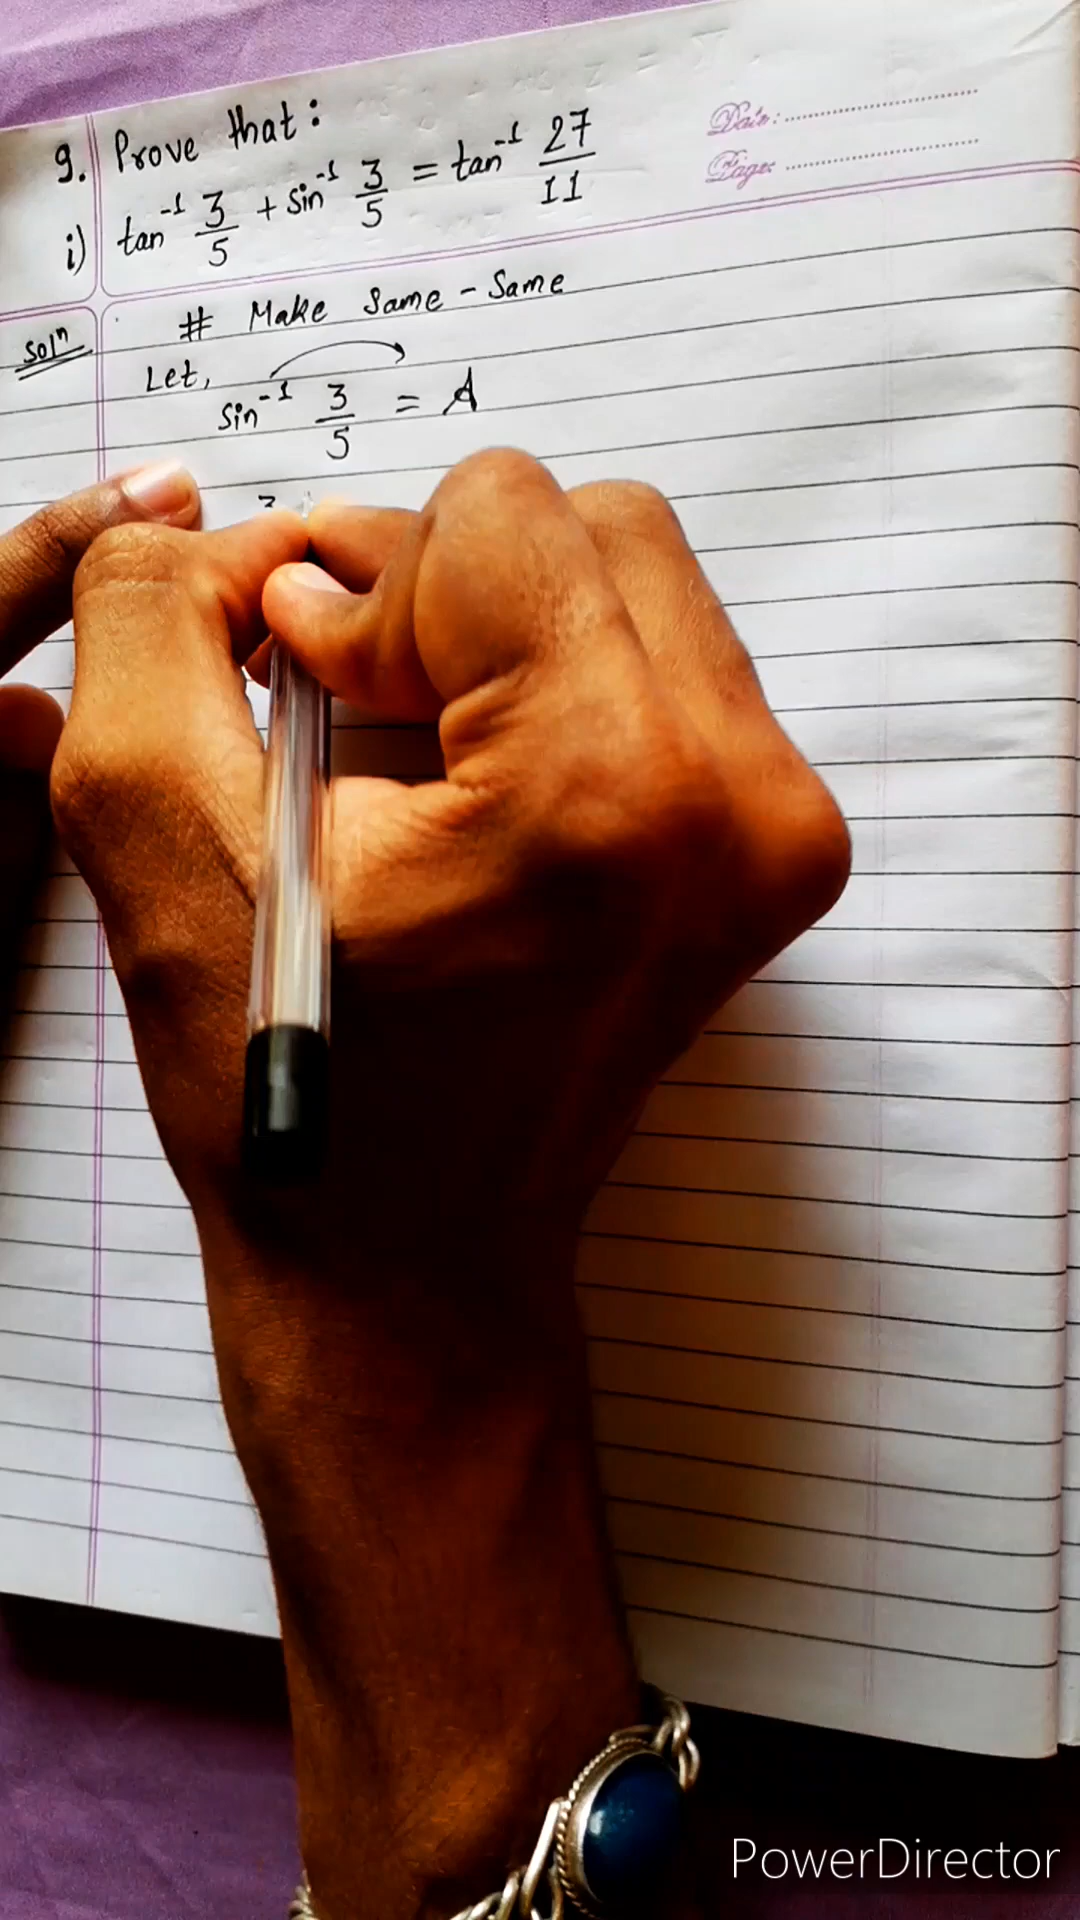 9. Prove that:
i) tan⁻¹ 3/5 + sin⁻¹ 3/5 = tan⁻¹ 27/11
Date:
Page:
Solⁿ
# Make Same - Same
Let,
Sin⁻¹ 3/5 = A
PowerDirector